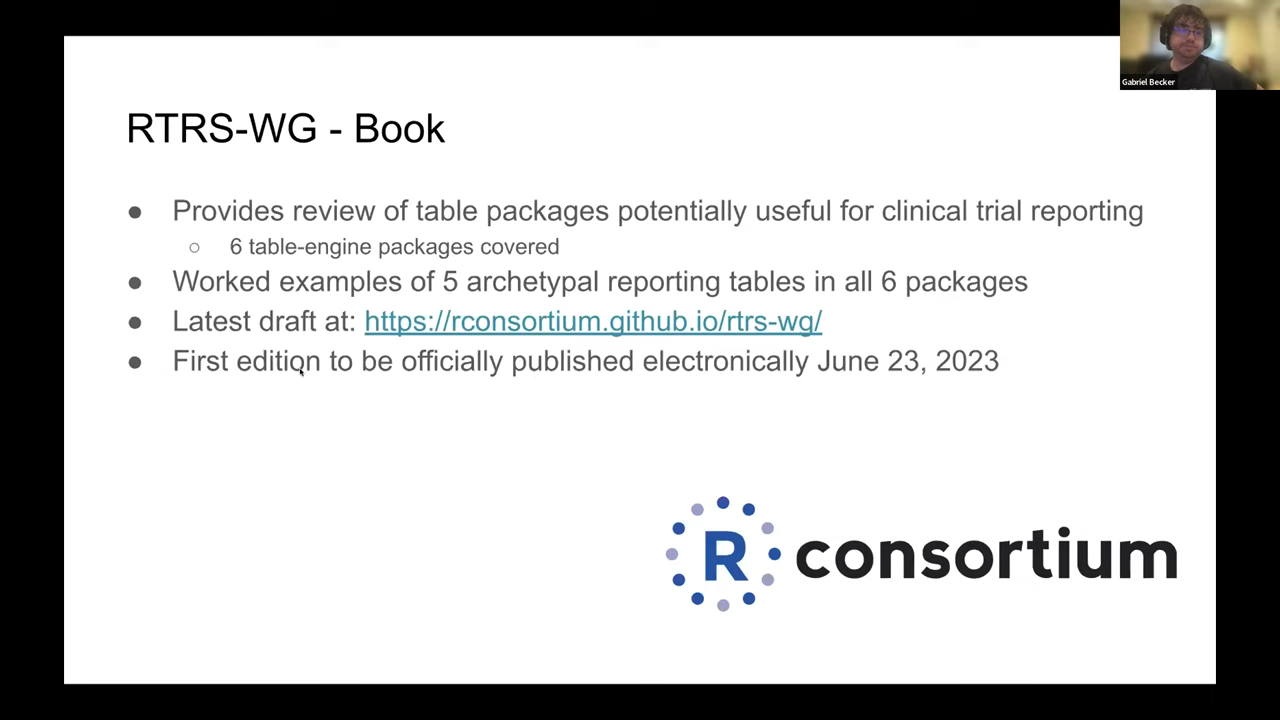 Gabriel Becker
RTRS-WG - Book
● Provides review of table packages potentially useful for clinical trial reporting
○ 6 table-engine packages covered
● Worked examples of 5 archetypal reporting tables in all 6 packages
● Latest draft at: https://rconsortium.github.io/rtrs-wg/
● First edition to be officially published electronically June 23, 2023
R consortium